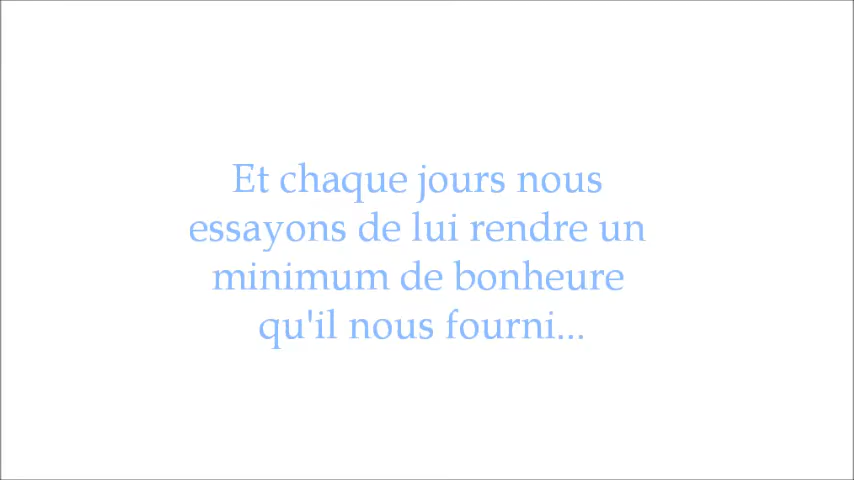 Et chaque jours nous
essayons de lui rendre un
minimum de bonheure
qu'il nous fourni...